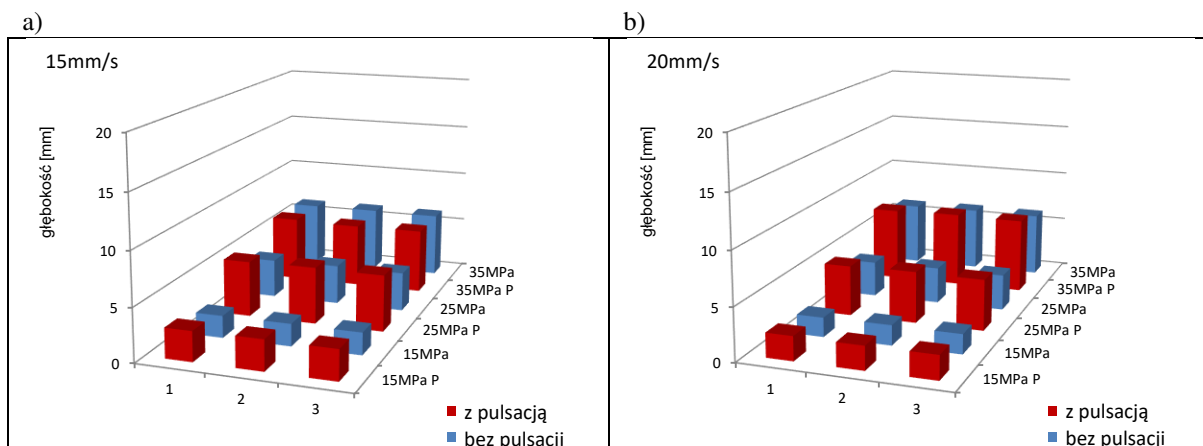 a)
15mm/s
głębokość [mm]
20
15
10
5
0
1
2
3
35MPa
35MPa P
25MPa
25MPa P
15MPa
15MPa P
z pulsacją
bez pulsacji
b)
20mm/s
głębokość [mm]
20
15
10
5
0
1
2
3
35MPa
35MPa P
25MPa
25MPa P
15MPa
15MPa P
z pulsacją
bez pulsacji